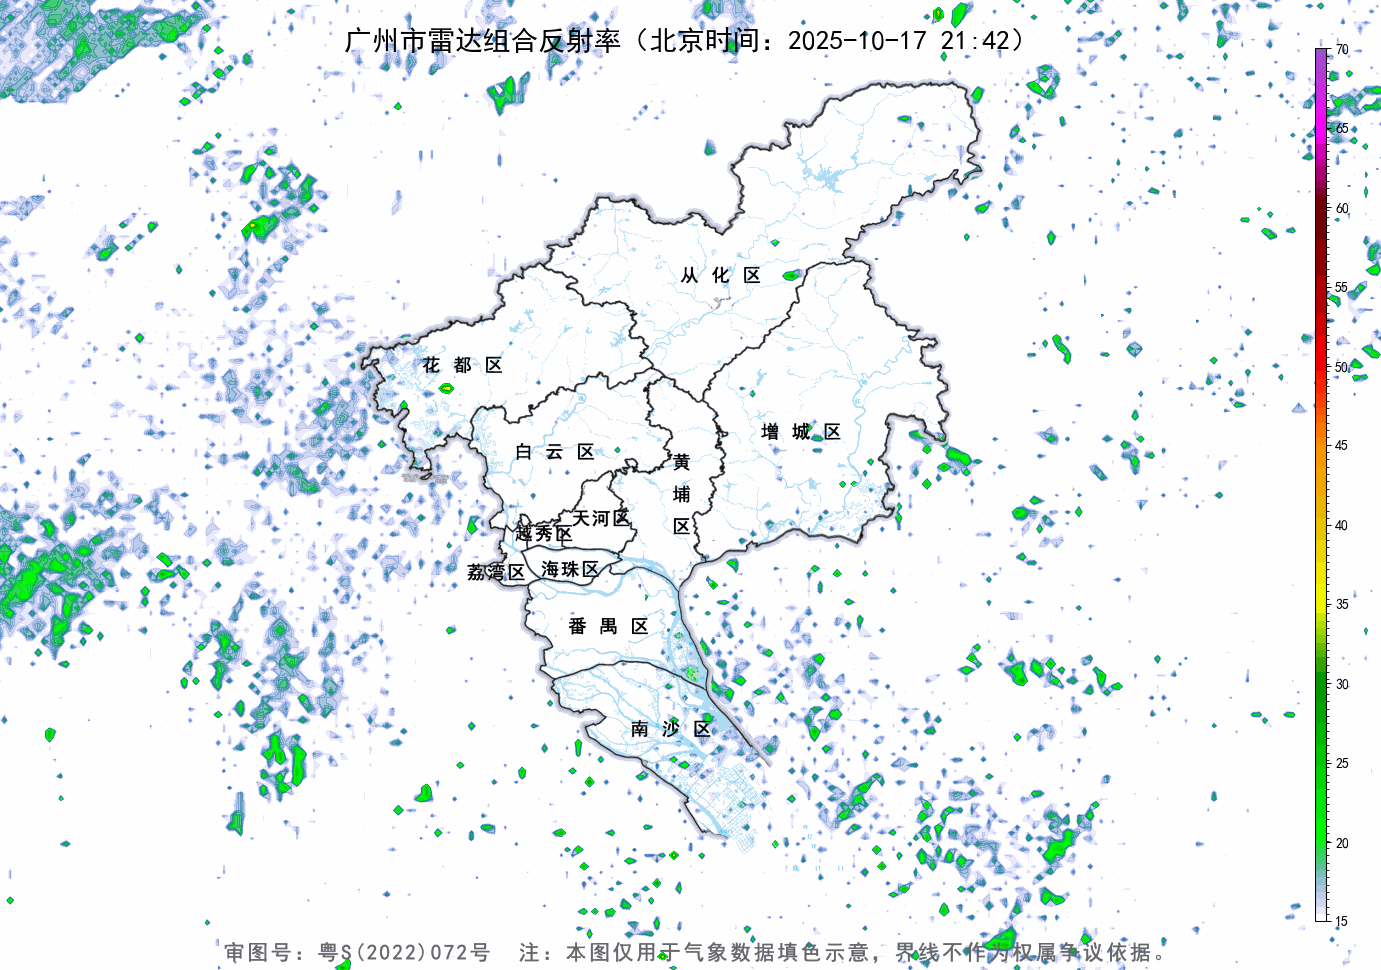 广州市雷达组合反射率（北京时间：2025-10-17 21:42）
70
65
60
55
50
45
40
35
30
25
20
15
从化区
花都区
增城区
白云区
黄埔区
天河区
越秀区
荔湾区
海珠区
番禺区
南沙区
审图号：粤S(2022)072号 注：本图仅用于气象数据填色示意，界线不作为权属争议依据。